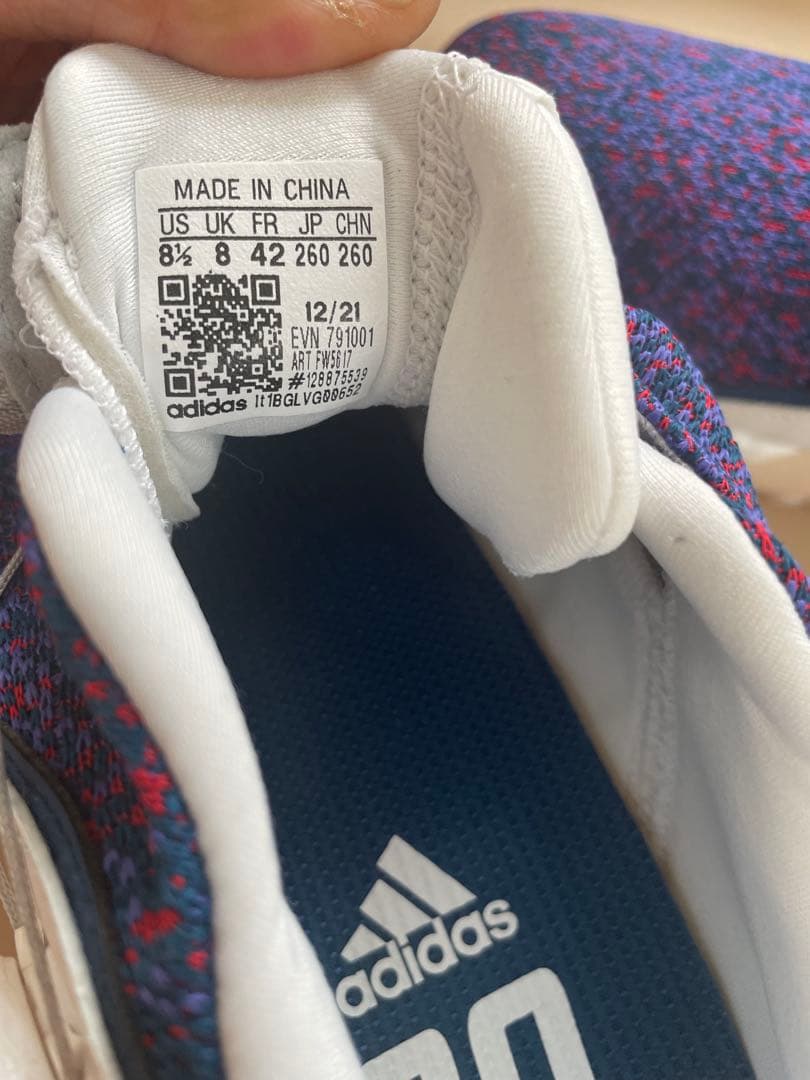 MADE IN CHINA
US UK FR JP CHN
8½ 8 42 260 260
12/21
EVN 791001
ART FW5617
#128875539
adidas lt1BGLVG00652
adidas